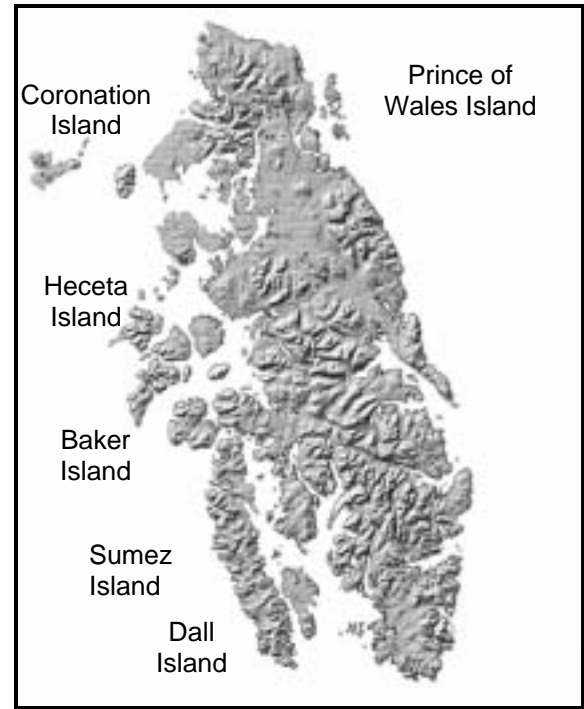 Coronation
Island
Prince of
Wales Island
Heceta
Island
Baker
Island
Sumez
Island
Dall
Island